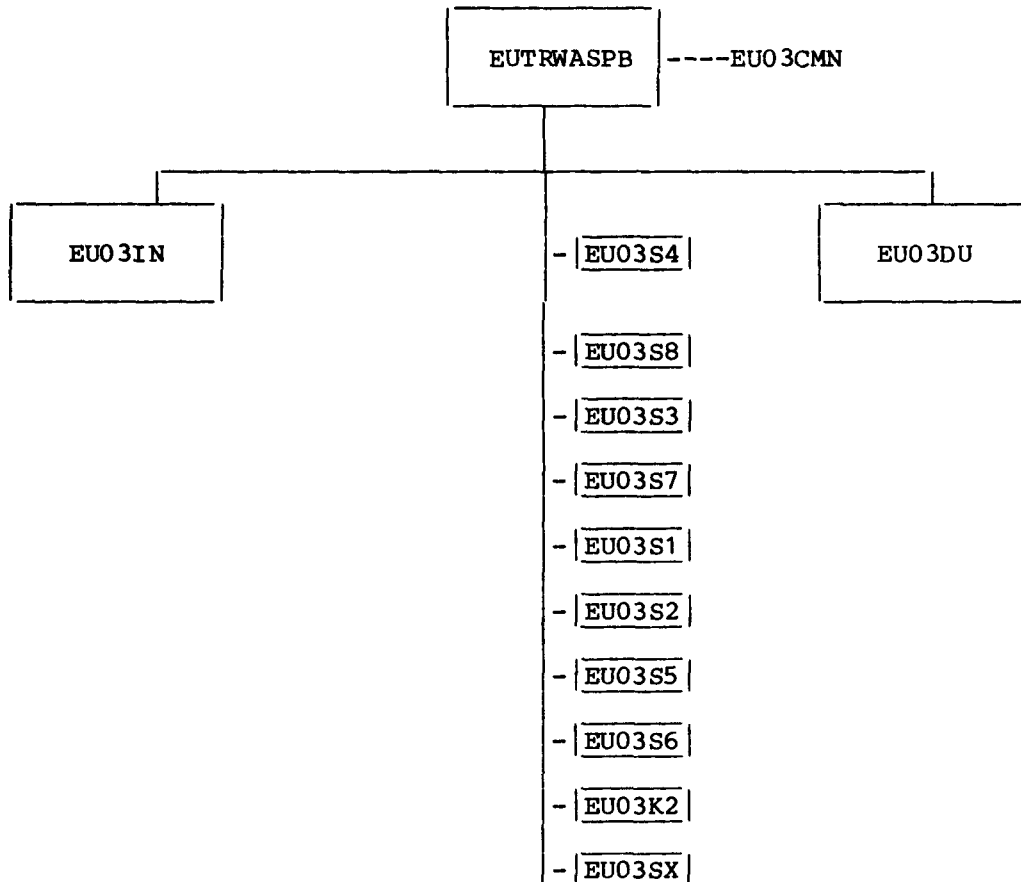 EUTRWASPB ----EU03CMN
EU03IN
- EU03S4
EU03DU
- EU03S8
- EU03S3
- EU03S7
- EU03S1
- EU03S2
- EU03S5
- EU03S6
- EU03K2
- EU03SX